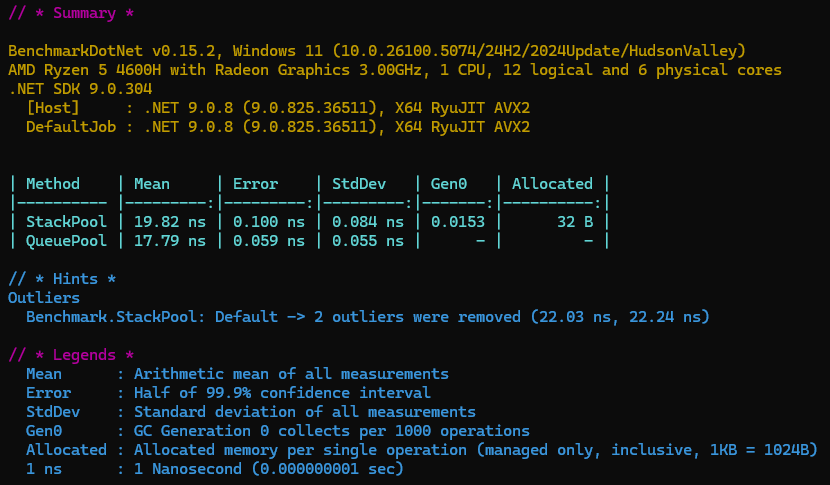 // * Summary *
BenchmarkDotNet v0.15.2, Windows 11 (10.0.26100.5074/24H2/2024Update/HudsonValley)
AMD Ryzen 5 4600H with Radeon Graphics 3.00GHz, 1 CPU, 12 logical and 6 physical cores
.NET SDK 9.0.304
  [Host]     : .NET 9.0.8 (9.0.825.36511), X64 RyuJIT AVX2
  DefaultJob : .NET 9.0.8 (9.0.825.36511), X64 RyuJIT AVX2
| Method    | Mean     | Error    | StdDev   | Gen0   | Allocated |
|---------- |---------:|---------:|---------:|-------:|----------:|
| StackPool | 19.82 ns | 0.100 ns | 0.084 ns | 0.0153 |      32 B |
| QueuePool | 17.79 ns | 0.059 ns | 0.055 ns |      - |         - |
// * Hints *
Outliers
  Benchmark.StackPool: Default -> 2 outliers were removed (22.03 ns, 22.24 ns)
// * Legends *
  Mean      : Arithmetic mean of all measurements
  Error     : Half of 99.9% confidence interval
  StdDev    : Standard deviation of all measurements
  Gen0      : GC Generation 0 collects per 1000 operations
  Allocated : Allocated memory per single operation (managed only, inclusive, 1KB = 1024B)
  1 ns      : 1 Nanosecond (0.000000001 sec)